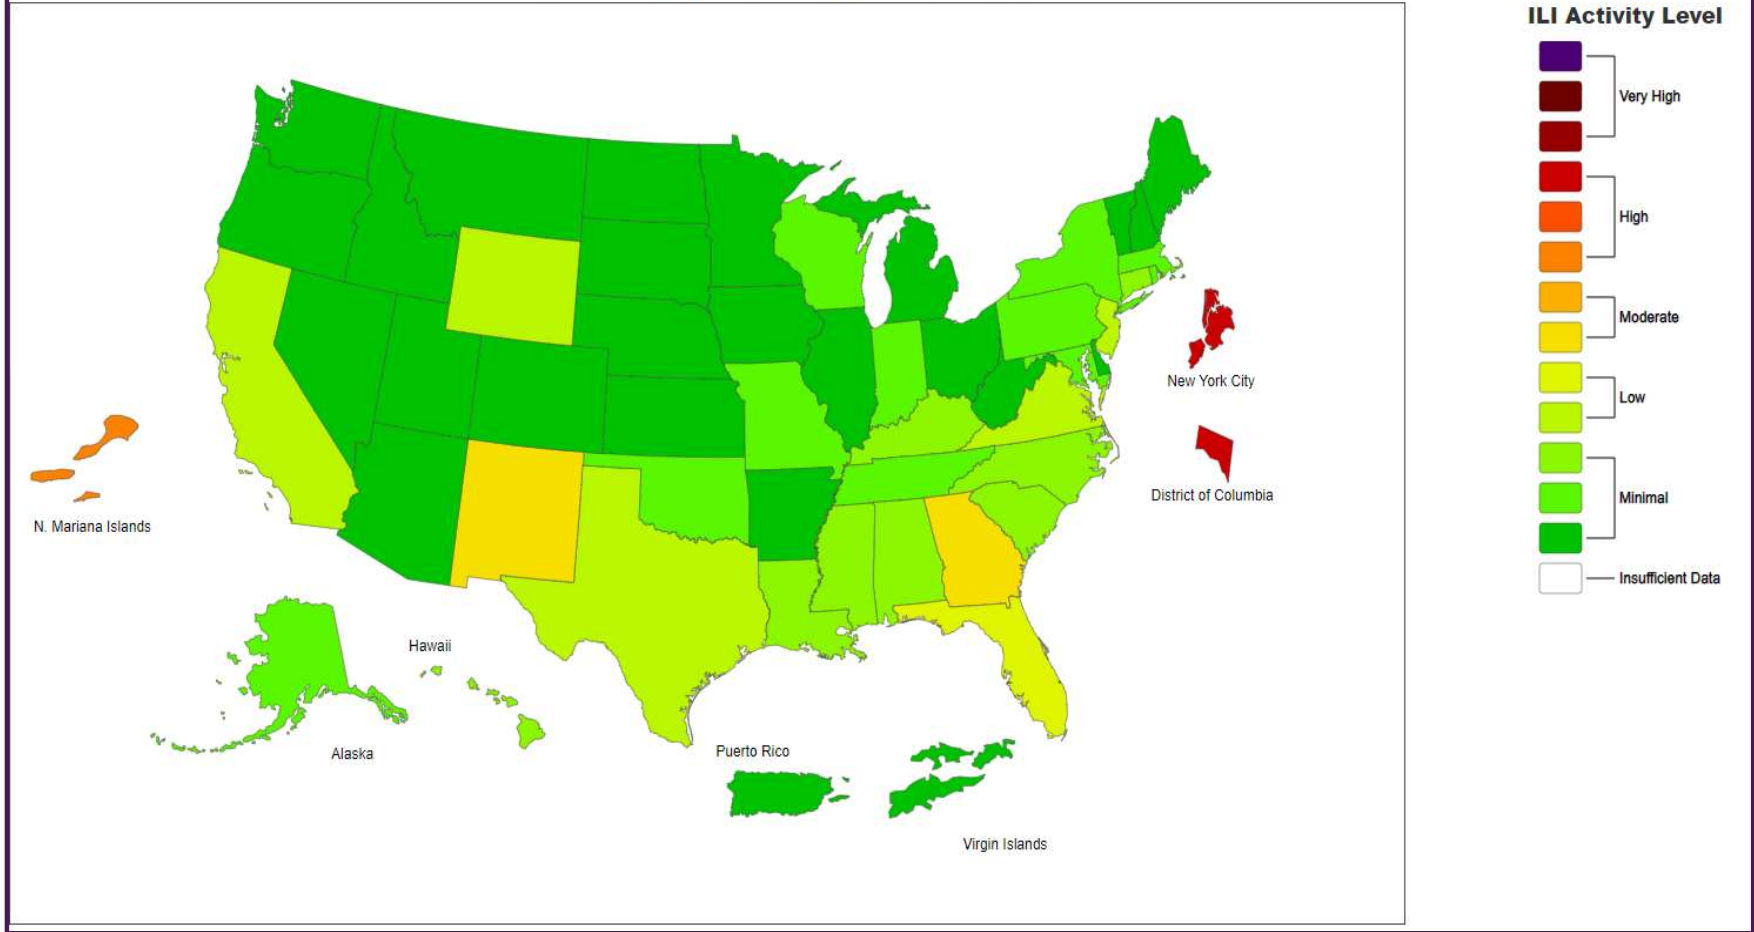 ILI Activity Level
Very High
High
Moderate
Low
Minimal
Insufficient Data
New York City
District of Columbia
N. Mariana Islands
Hawaii
Alaska
Puerto Rico
Virgin Islands